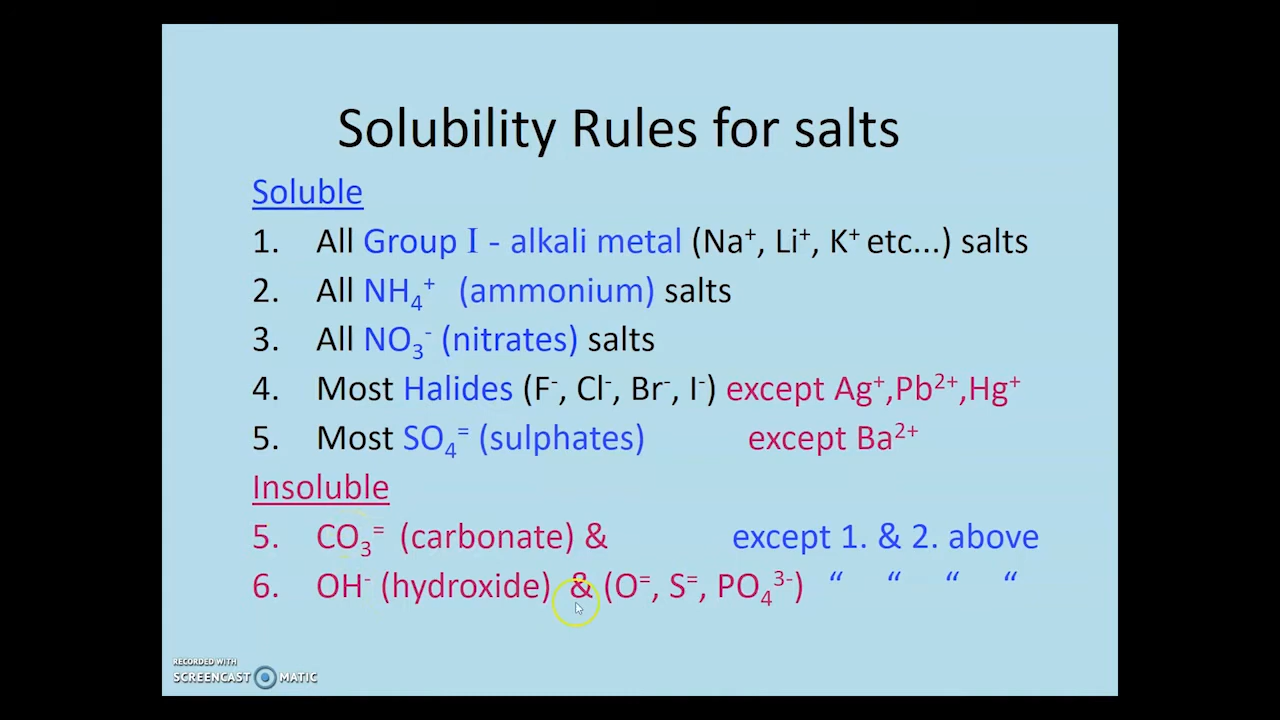 Solubility Rules for salts
Soluble
1. All Group I - alkali metal (Na⁺, Li⁺, K⁺ etc...) salts
2. All NH₄⁺ (ammonium) salts
3. All NO₃⁻ (nitrates) salts
4. Most Halides (F⁻, Cl⁻, Br⁻, I⁻) except Ag⁺,Pb²⁺,Hg⁺
5. Most SO₄⁼ (sulphates) except Ba²⁺
Insoluble
5. CO₃⁼ (carbonate) & except 1. & 2. above
6. OH⁻ (hydroxide) & (O⁼, S⁼, PO₄³⁻) “ “ “ “
RECORDED WITH
SCREENCAST MATIC